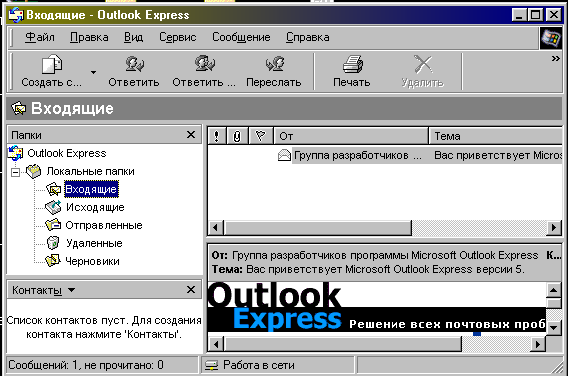 Входящие - Outlook Express
Файл Правка Вид Сервис Сообщение Справка
Создать с... Ответить Ответить ... Переслать Печать Удалить
Входящие
Папки
Outlook Express
Локальные папки
Входящие
Исходящие
Отправленные
Удаленные
Черновики
Контакты
Список контактов пуст. Для создания
контакта нажмите 'Контакты'.
От Тема
Группа разработчиков ... Вас приветствует Micros
От: Группа разработчиков программы Microsoft Outlook Express К...
Тема: Вас приветствует Microsoft Outlook Express версии 5.
Outlook
Express Решение всех почтовых проб
Сообщений: 1, не прочитано: 0 Работа в сети